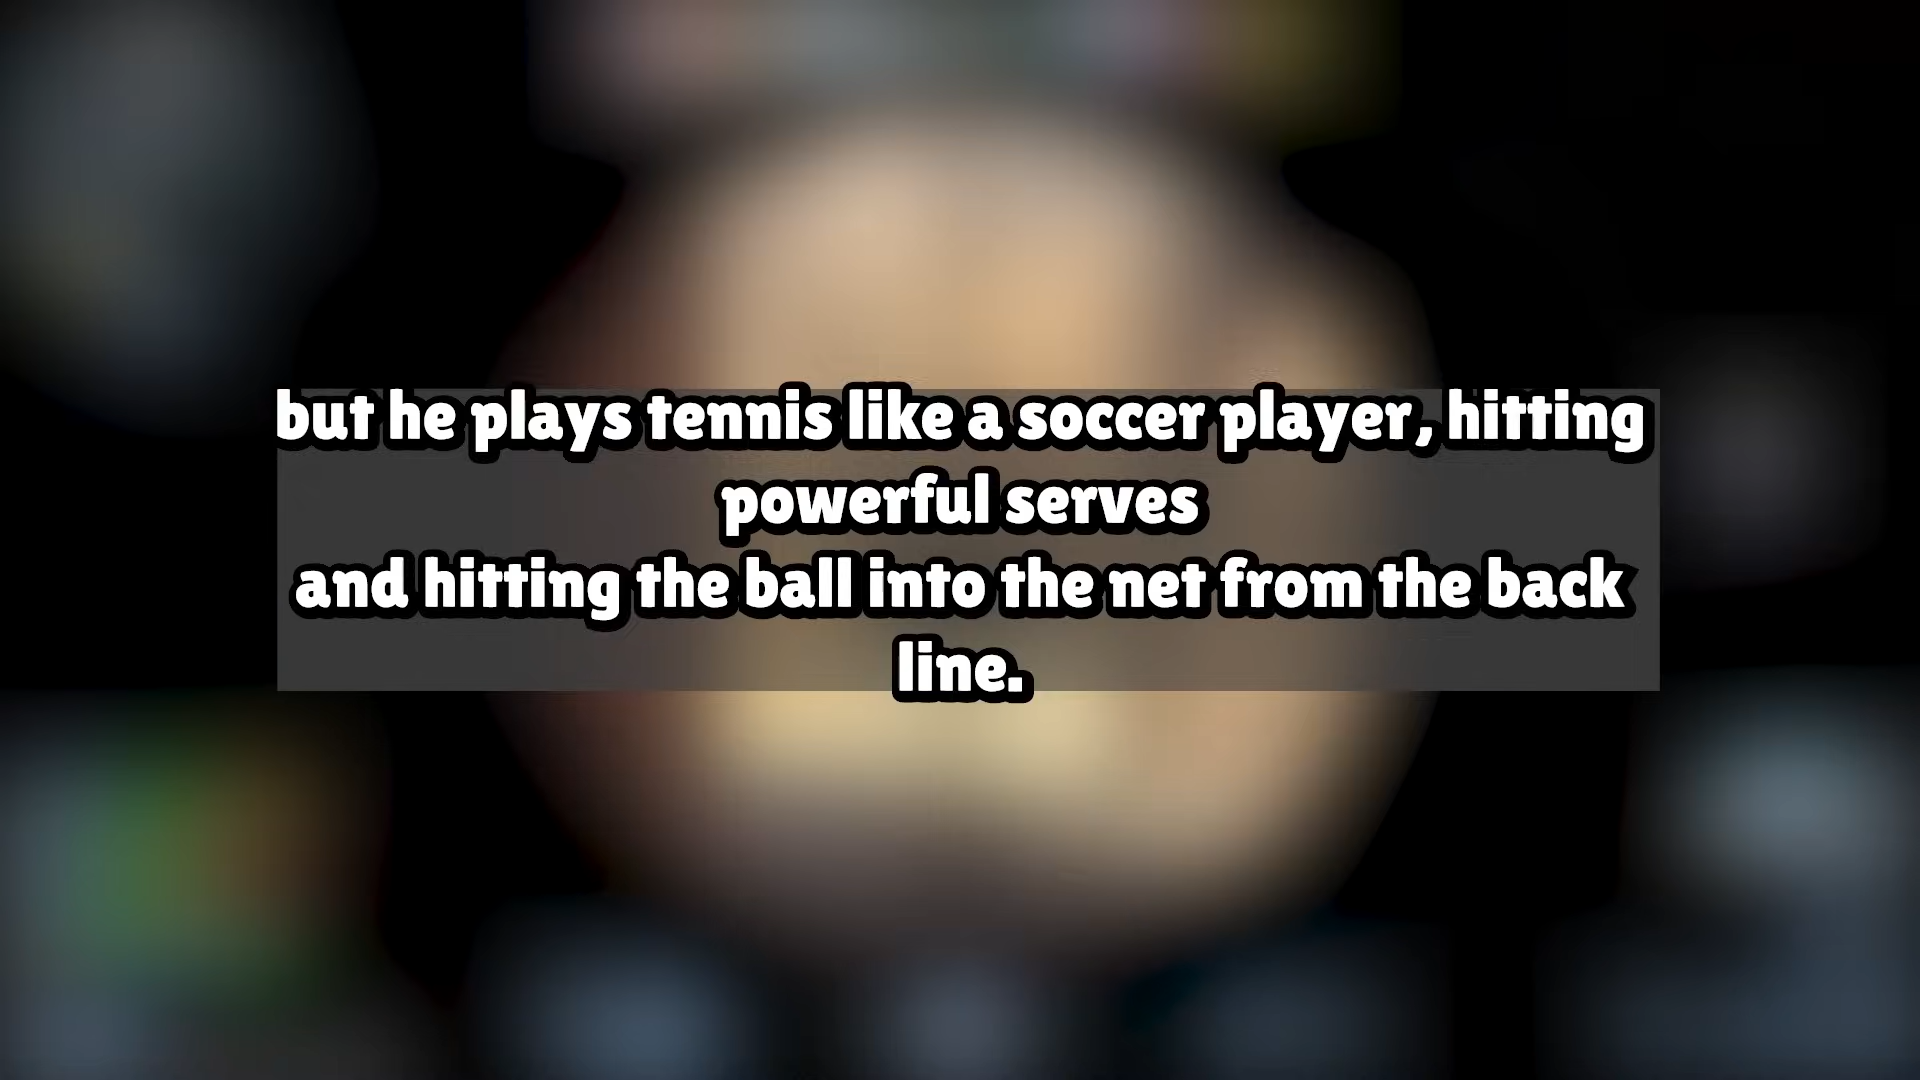 but he plays tennis like a soccer player, hitting
powerful serves
and hitting the ball into the net from the back
line.